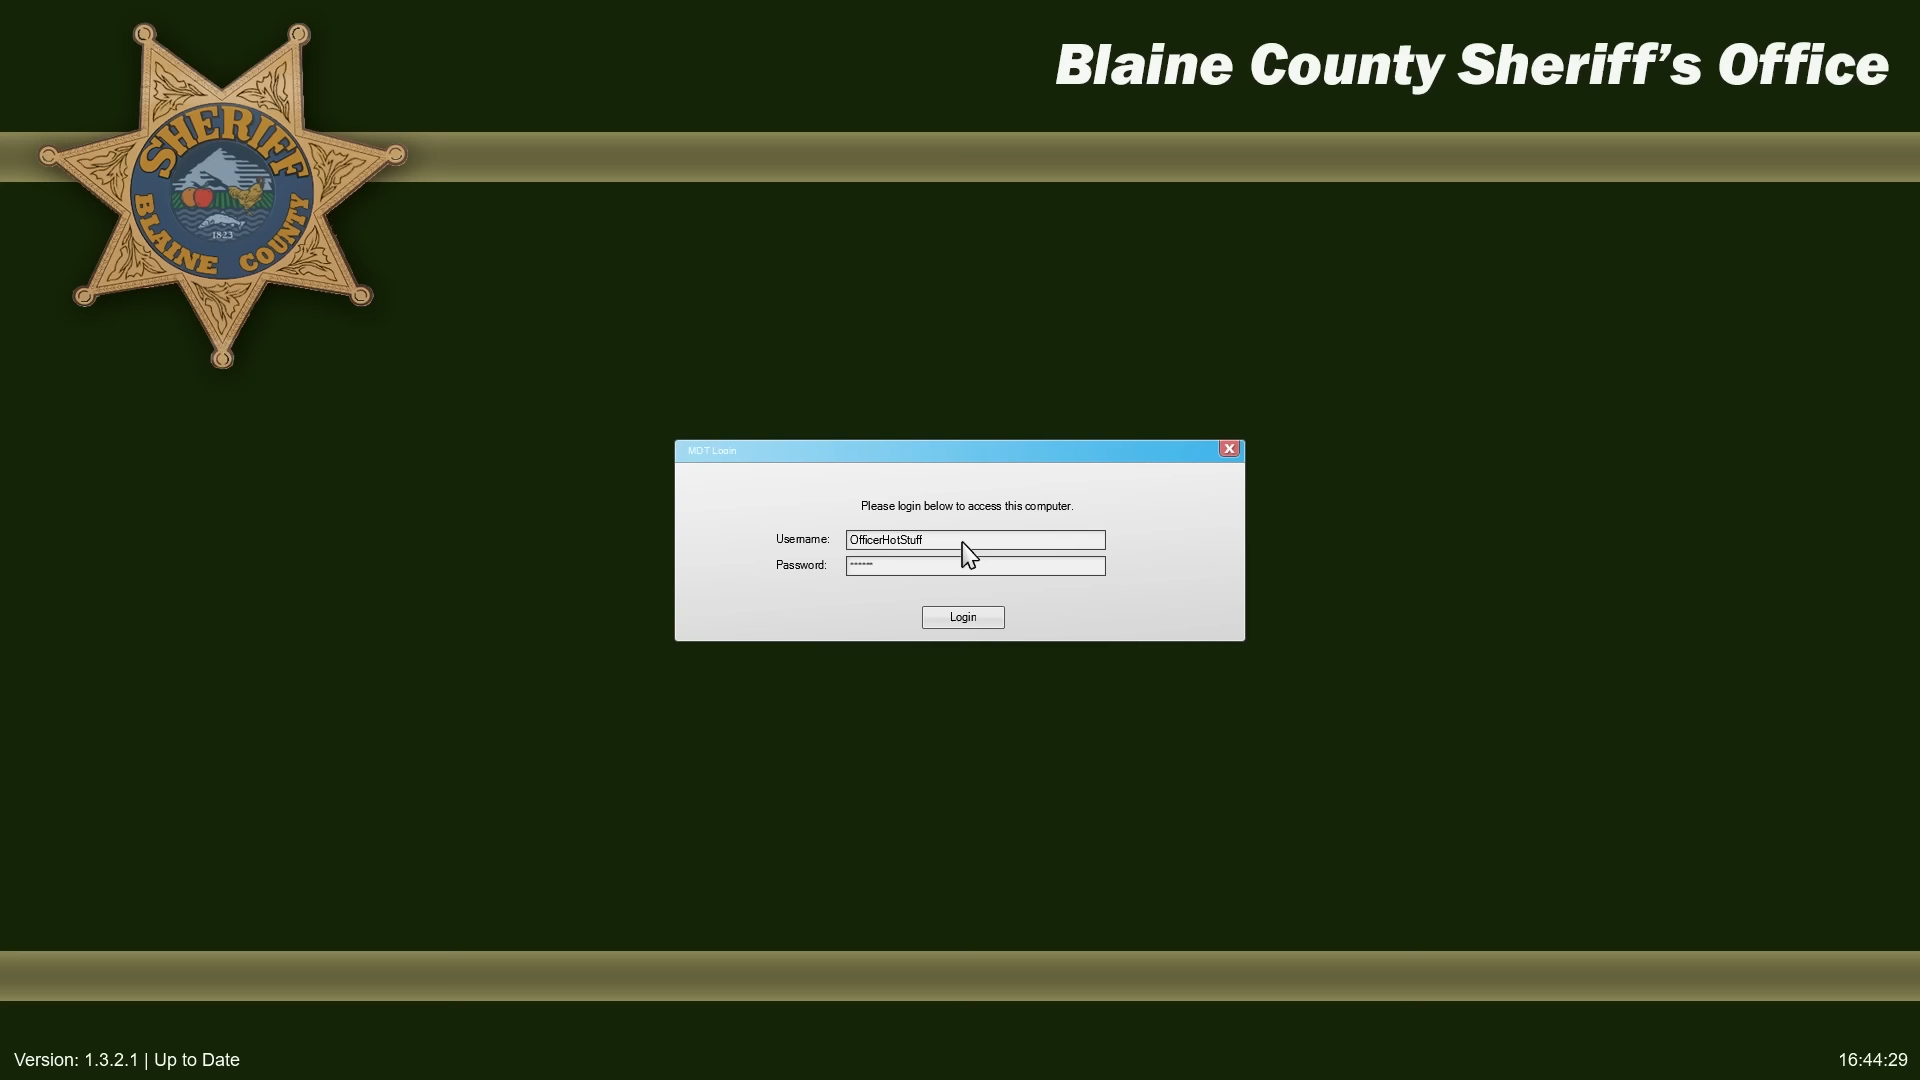 Blaine County Sheriff's Office
SHERIFF
BLAINE COUNTY
1823
MDT Login
Please login below to access this computer.
Username: OfficerHotStuff
Password: ******
Login
Version: 1.3.2.1 | Up to Date
16:44:29